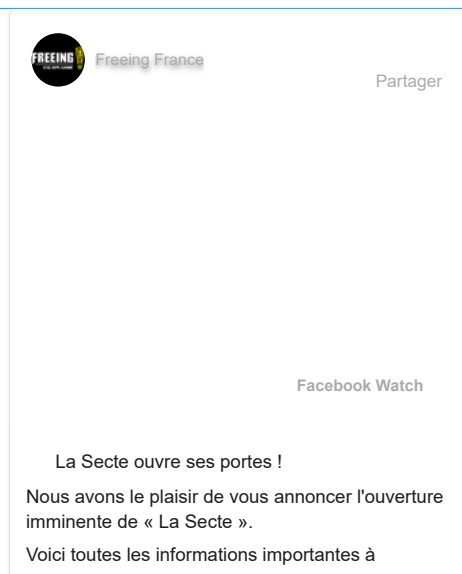 FREEING
Freeing France
Partager
Facebook Watch
La Secte ouvre ses portes !
Nous avons le plaisir de vous annoncer l'ouverture
imminente de « La Secte ».
Voici toutes les informations importantes à